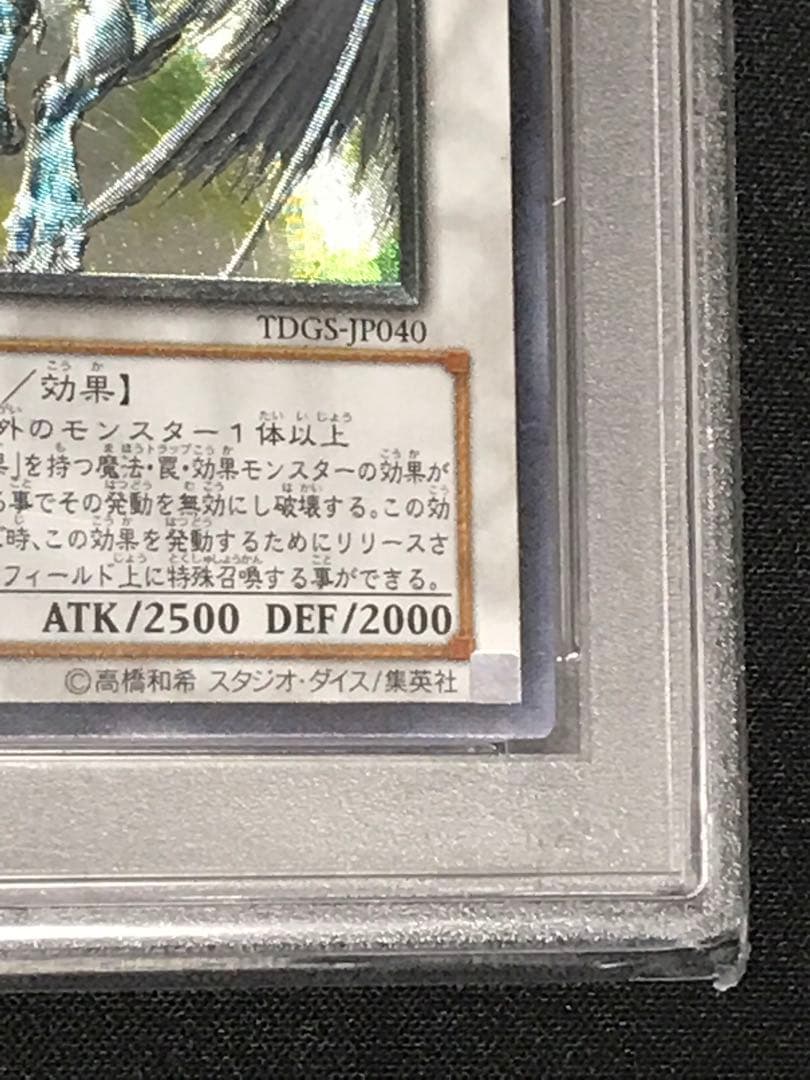 TDGS-JP040
/効果】
外のモンスター1体以上
」を持つ魔法・罠・効果モンスターの効果が
る事でその発動を無効にし破壊する。この効
時、この効果を発動するためにリリースさ
フィールド上に特殊召喚する事ができる。
ATK/2500 DEF/2000
©高橋和希 スタジオ・ダイス/集英社